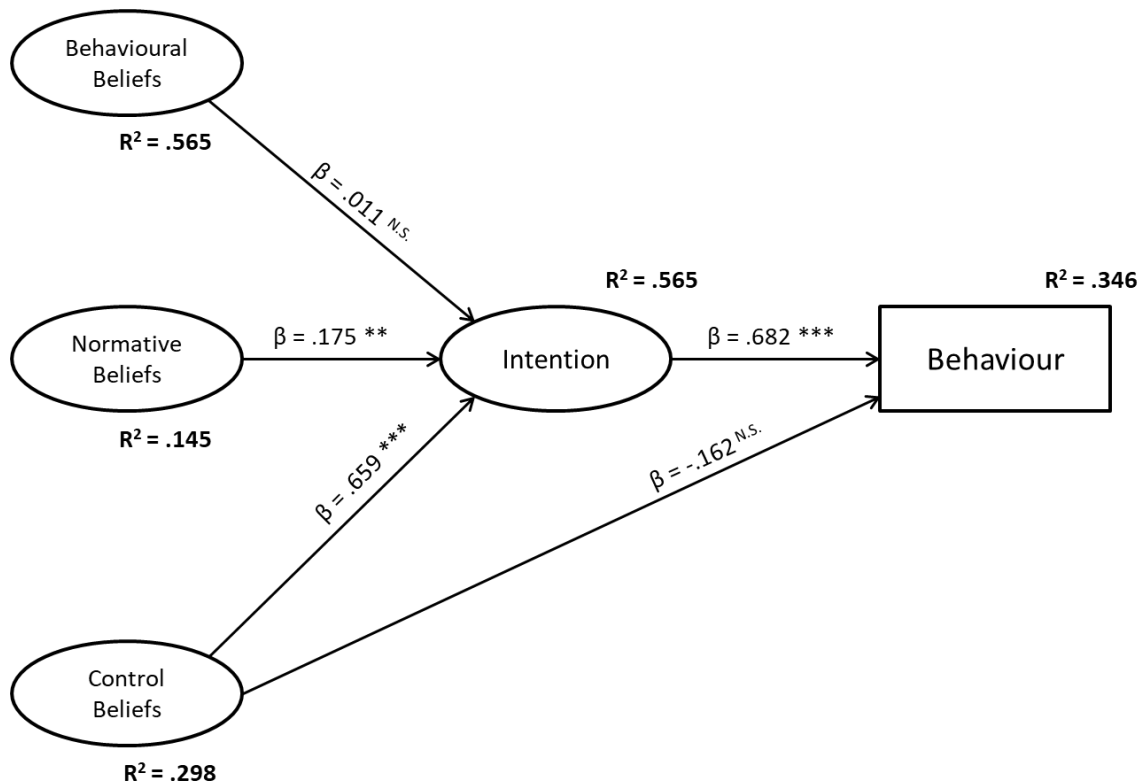 Behavioural
Beliefs
R² = .565
β = .011 N.S.
R² = .565
R² = .346
Normative
Beliefs
β = .175 **
Intention
β = .682 ***
Behaviour
R² = .145
β = .659 ***
β = -.162 N.S.
Control
Beliefs
R² = .298